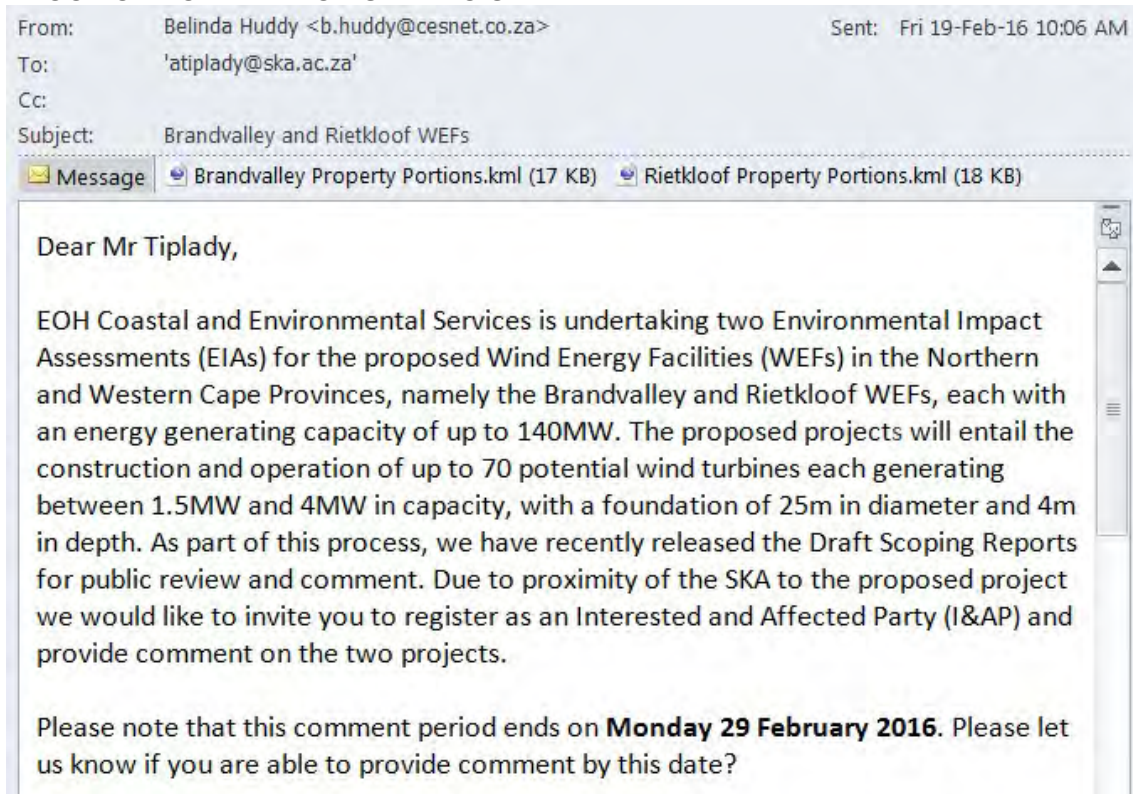 From: Belinda Huddy <b.huddy@cesnet.co.za> Sent: Fri 19-Feb-16 10:06 AM
To: 'atiplady@ska.ac.za'
Cc:
Subject: Brandvalley and Rietkloof WEFs
Message Brandvalley Property Portions.kml (17 KB) Rietkloof Property Portions.kml (18 KB)
Dear Mr Tiplady,
EOH Coastal and Environmental Services is undertaking two Environmental Impact
Assessments (EIAs) for the proposed Wind Energy Facilities (WEFs) in the Northern
and Western Cape Provinces, namely the Brandvalley and Rietkloof WEFs, each with
an energy generating capacity of up to 140MW. The proposed projects will entail the
construction and operation of up to 70 potential wind turbines each generating
between 1.5MW and 4MW in capacity, with a foundation of 25m in diameter and 4m
in depth. As part of this process, we have recently released the Draft Scoping Reports
for public review and comment. Due to proximity of the SKA to the proposed project
we would like to invite you to register as an Interested and Affected Party (I&AP) and
provide comment on the two projects.
Please note that this comment period ends on Monday 29 February 2016. Please let
us know if you are able to provide comment by this date?